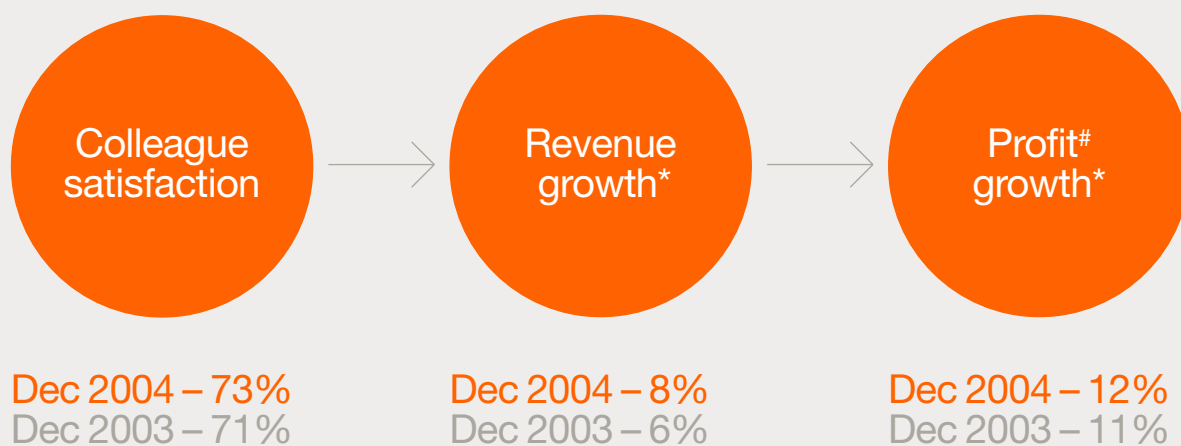 Colleague
satisfaction
Revenue
growth*
Profit#
growth*
Dec 2004 – 73%
Dec 2003 – 71%
Dec 2004 – 8%
Dec 2003 – 6%
Dec 2004 – 12%
Dec 2003 – 11%